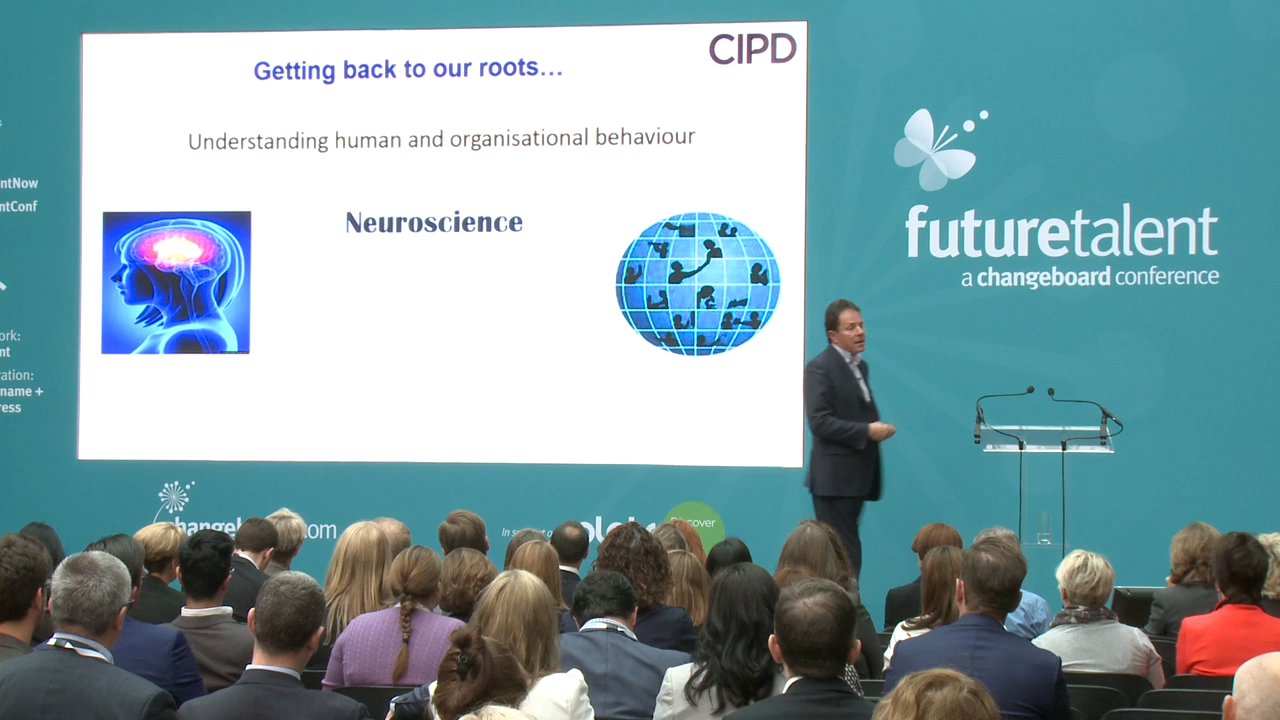 CIPD
Getting back to our roots...
Understanding human and organisational behaviour
Neuroscience
futuretalent
a changeboard conference
ntNow
ntConf
ork:
nt
ration:
name +
ress
In s
Discover